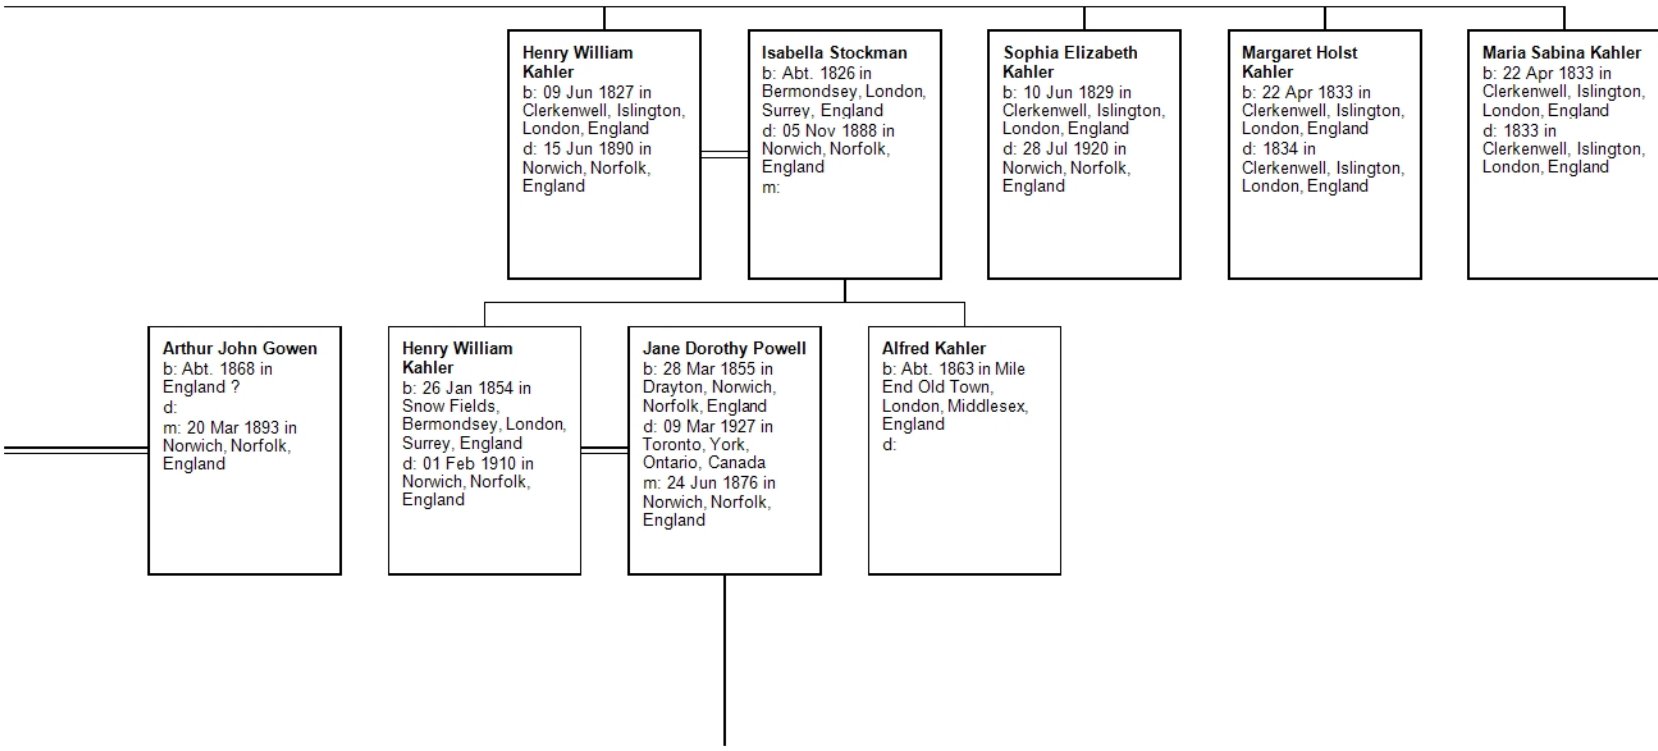 Henry William
Kahler
b: 09 Jun 1827 in
Clerkenwell, Islington,
London, England
d: 15 Jun 1890 in
Norwich, Norfolk,
England
Isabella Stockman
b: Abt. 1826 in
Bermondsey, London,
Surrey, England
d: 05 Nov 1888 in
Norwich, Norfolk,
England
m:
Sophia Elizabeth
Kahler
b: 10 Jun 1829 in
Clerkenwell, Islington,
London, England
d: 28 Jul 1920 in
Norwich, Norfolk,
England
Margaret Holst
Kahler
b: 22 Apr 1833 in
Clerkenwell, Islington,
London, England
d: 1834 in
Clerkenwell, Islington,
London, England
Maria Sabina Kahler
b: 22 Apr 1833 in
Clerkenwell, Islington,
London, England
d: 1833 in
Clerkenwell, Islington,
London, England
Arthur John Gowen
b: Abt. 1868 in
England ?
d:
m: 20 Mar 1893 in
Norwich, Norfolk,
England
Henry William
Kahler
b: 26 Jan 1854 in
Snow Fields,
Bermondsey, London,
Surrey, England
d: 01 Feb 1910 in
Norwich, Norfolk,
England
Jane Dorothy Powell
b: 28 Mar 1855 in
Drayton, Norwich,
Norfolk, England
d: 09 Mar 1927 in
Toronto, York,
Ontario, Canada
m: 24 Jun 1876 in
Norwich, Norfolk,
England
Alfred Kahler
b: Abt. 1863 in Mile
End Old Town,
London, Middlesex,
England
d: